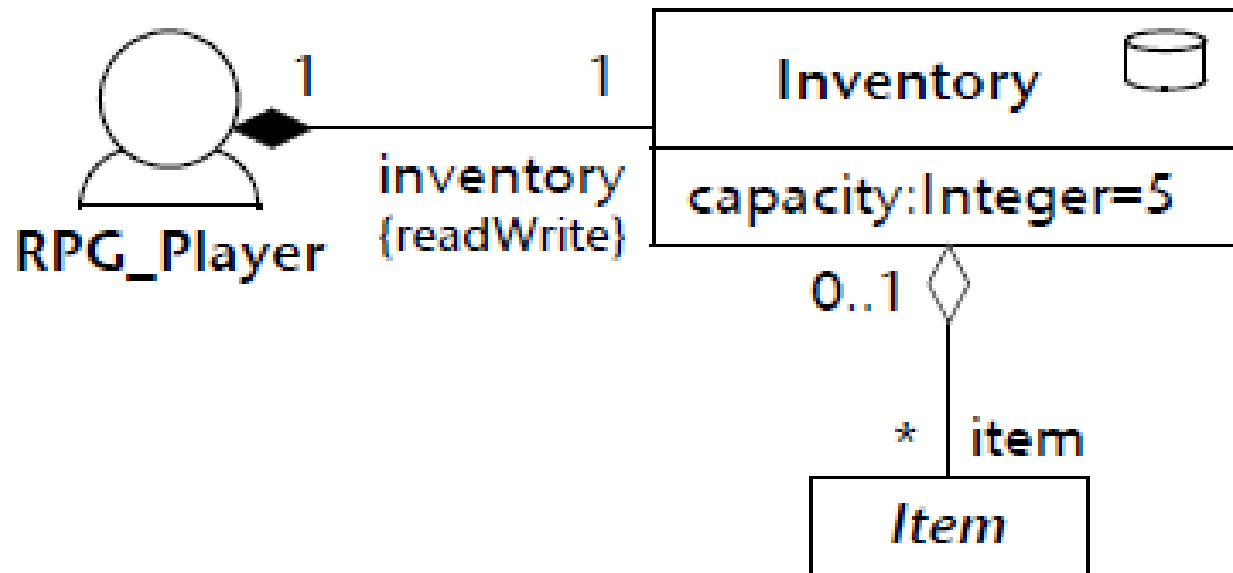 1
1
Inventory
inventory
{readWrite}
capacity:Integer=5
RPG_Player
0..1
* item
Item